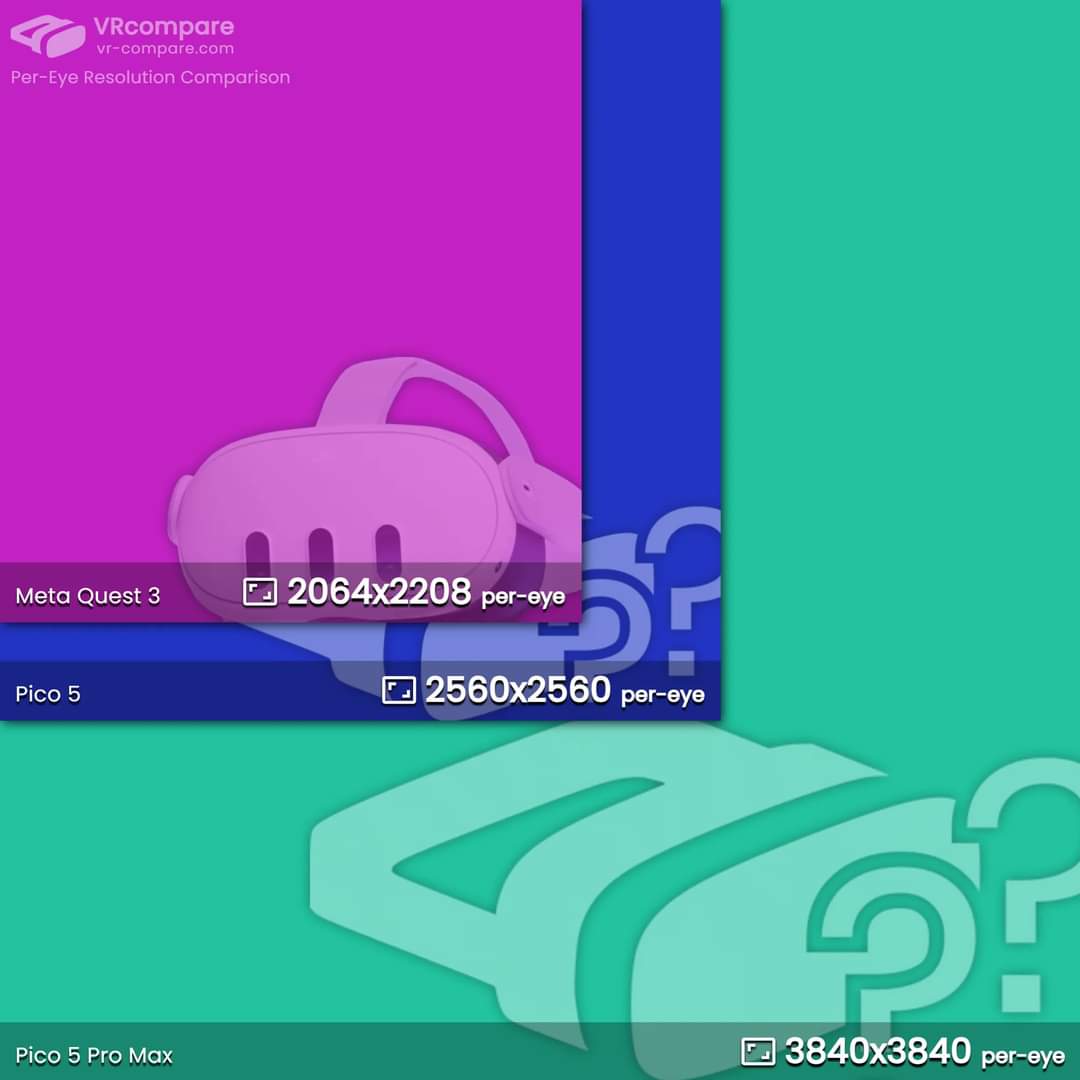 VRcompare
vr-compare.com
Per-Eye Resolution Comparison
Meta Quest 3 2064x2208 per-eye
Pico 5 2560x2560 per-eye
Pico 5 Pro Max 3840x3840 per-eye